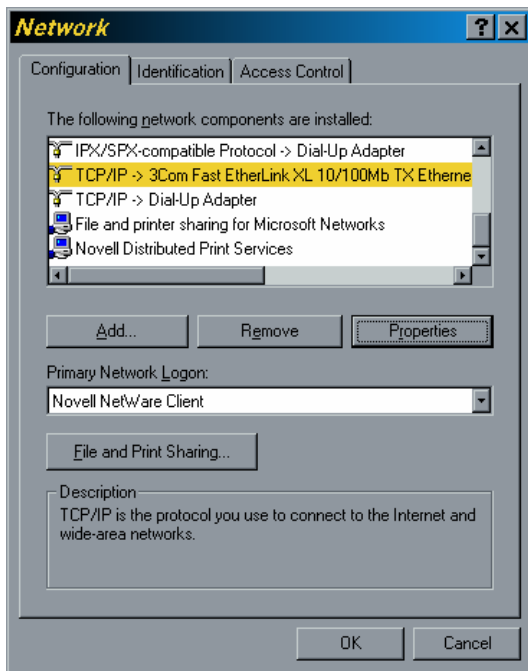 Network
Configuration Identification Access Control
The following network components are installed:
IPX/SPX-compatible Protocol -> Dial-Up Adapter
TCP/IP -> 3Com Fast EtherLink XL 10/100Mb TX Etherne
TCP/IP -> Dial-Up Adapter
File and printer sharing for Microsoft Networks
Novell Distributed Print Services
Add... Remove Properties
Primary Network Logon:
Novell NetWare Client
File and Print Sharing...
Description
TCP/IP is the protocol you use to connect to the Internet and
wide-area networks.
OK Cancel